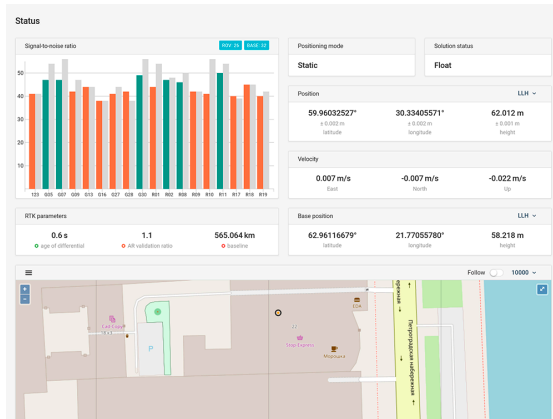 Status
Signal-to-noise ratio
ROV: 26
BASE: 32
50
40
30
20
10
123 G05 G07 G09 G13 G16 G27 G28 G30 R01 R02 R08 R09 R10 R11 R17 R18 R19
Positioning mode
Static
Solution status
Float
Position
LLH
59.96032527° 30.33405571° 62.012 m
± 0.002 m ± 0.002 m ± 0.001 m
latitude longitude height
Velocity
0.007 m/s -0.007 m/s -0.022 m/s
East North Up
RTK parameters
0.6 s 1.1 565.064 km
age of differential AR validation ratio baseline
Base position
LLH
62.96116679° 21.77055780° 58.218 m
latitude longitude height
Follow
10000
+
−
P
Stop-Express
Морошка
Петроградская набережная